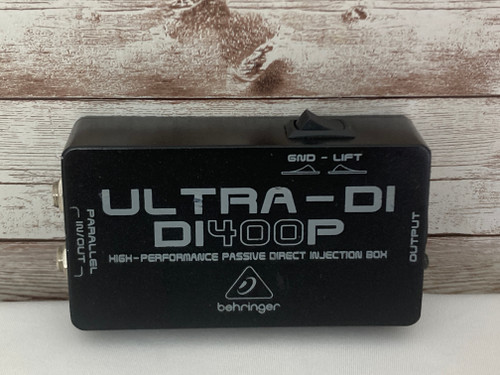 GND - LIFT
ULTRA-DI
DI400P
HIGH-PERFORMANCE PASSIVE DIRECT INJECTION BOX
behringer
PARALLEL
IN/OUT
OUTPUT